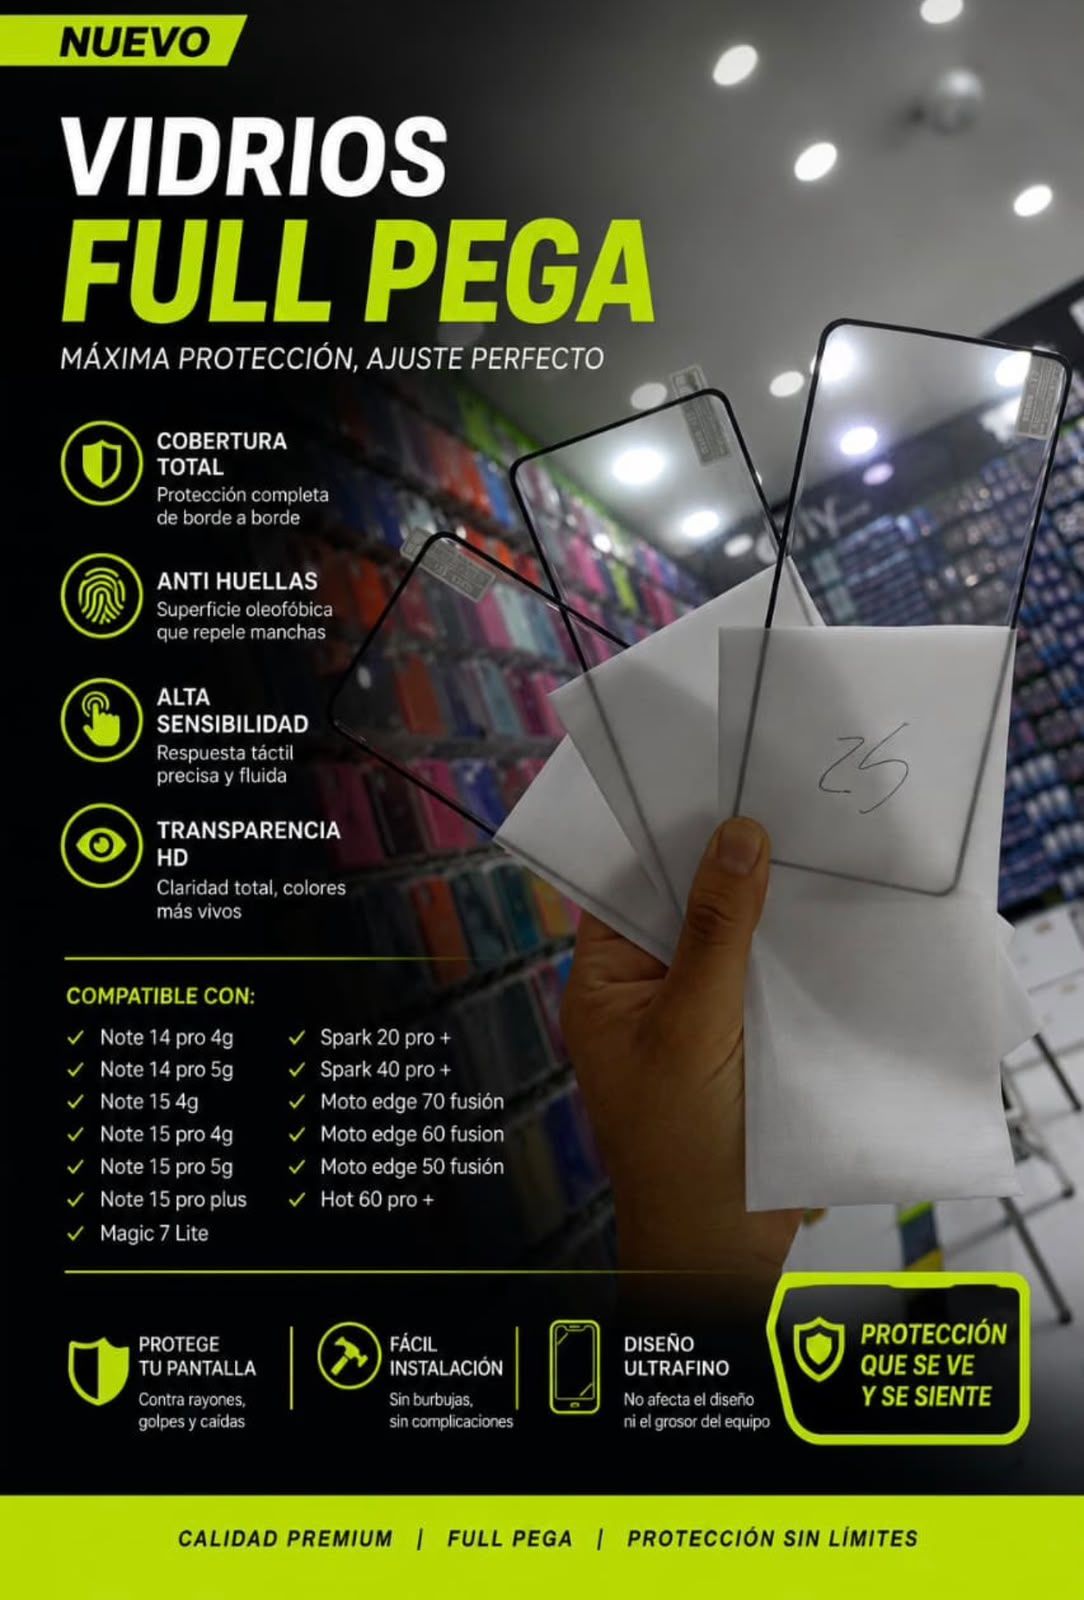 NUEVO
VIDRIOS
FULL PEGA
MÁXIMA PROTECCIÓN, AJUSTE PERFECTO
COBERTURA
TOTAL
Protección completa
de borde a borde
ANTI HUELLAS
Superficie oleofóbica
que repele manchas
ALTA
SENSIBILIDAD
Respuesta táctil
precisa y fluida
TRANSPARENCIA
HD
Claridad total, colores
más vivos
25
COMPATIBLE CON:
Note 14 pro 4g
Note 14 pro 5g
Note 15 4g
Note 15 pro 4g
Note 15 pro 5g
Note 15 pro plus
Magic 7 Lite
Spark 20 pro +
Spark 40 pro +
Moto edge 70 fusión
Moto edge 60 fusion
Moto edge 50 fusión
Hot 60 pro +
PROTEGE
TU PANTALLA
Contra rayones,
golpes y caídas
FÁCIL
INSTALACIÓN
Sin burbujas,
sin complicaciones
DISEÑO
ULTRAFINO
No afecta el diseño
ni el grosor del equipo
PROTECCIÓN
QUE SE VE
Y SE SIENTE
CALIDAD PREMIUM | FULL PEGA | PROTECCIÓN SIN LÍMITES